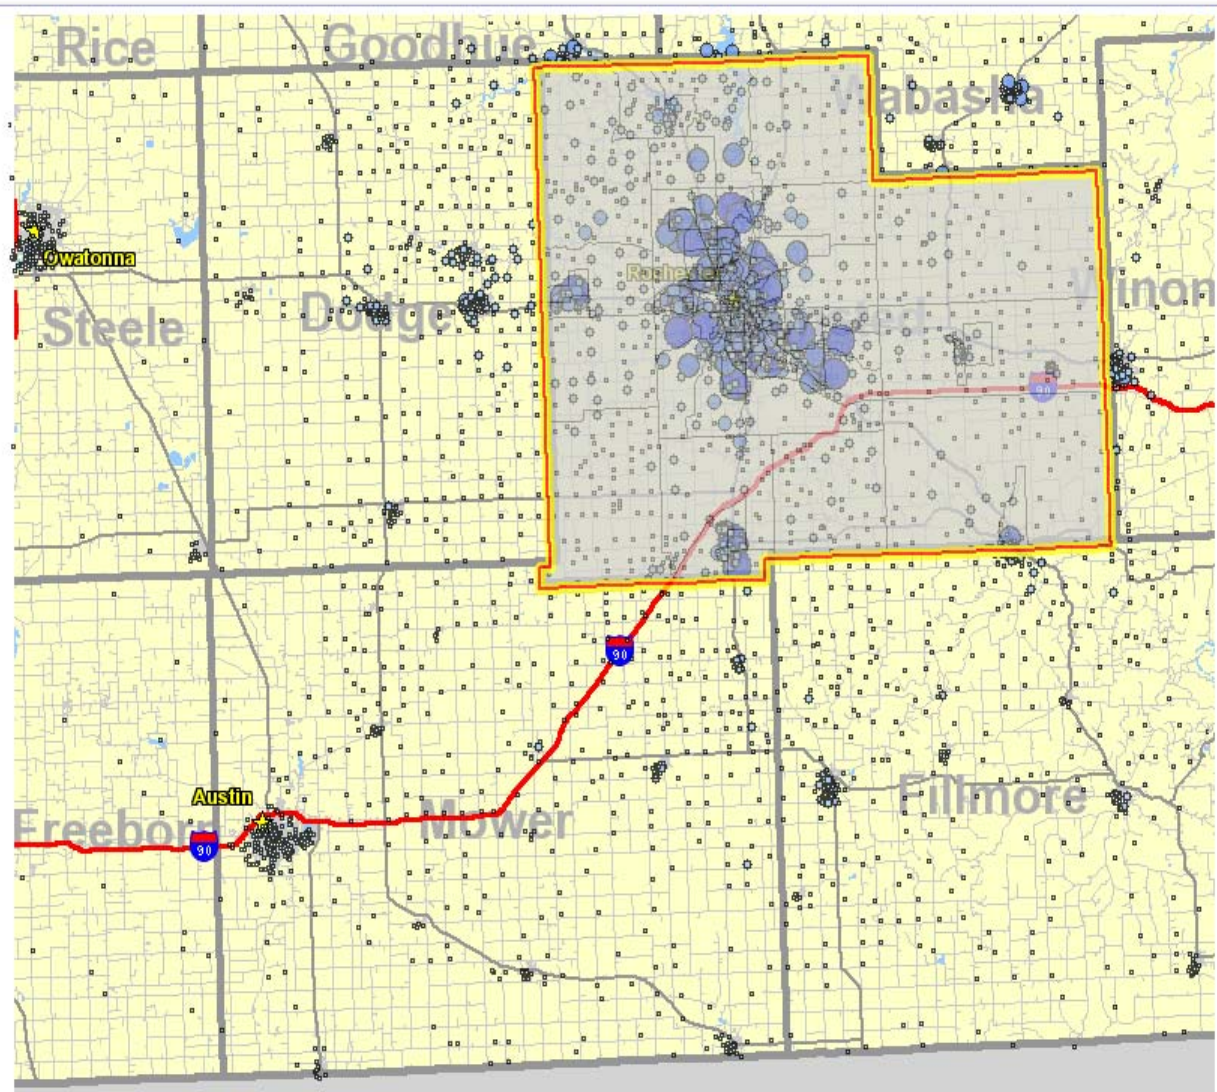 Rice
Goodhue
Wabasha
Owatonna
Rochester
Steele
Dodge
Winon
90
90
Austin
Freeborn
90
Mower
Fillmore